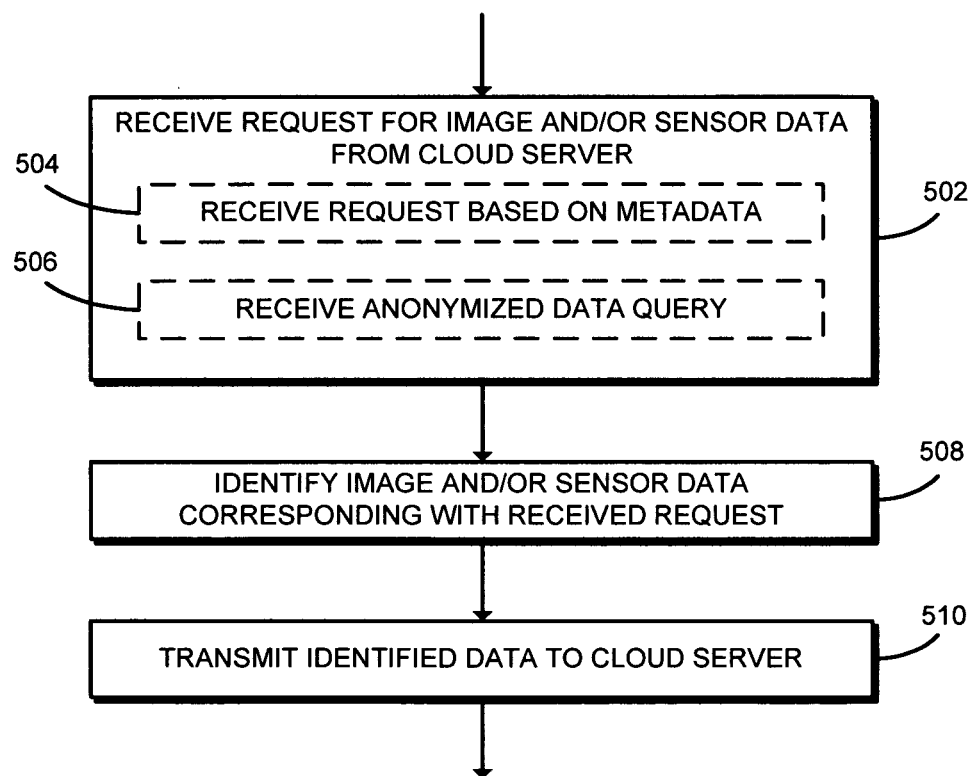 RECEIVE REQUEST FOR IMAGE AND/OR SENSOR DATA
FROM CLOUD SERVER
504
RECEIVE REQUEST BASED ON METADATA
502
506
RECEIVE ANONYMIZED DATA QUERY
508
IDENTIFY IMAGE AND/OR SENSOR DATA
CORRESPONDING WITH RECEIVED REQUEST
510
TRANSMIT IDENTIFIED DATA TO CLOUD SERVER